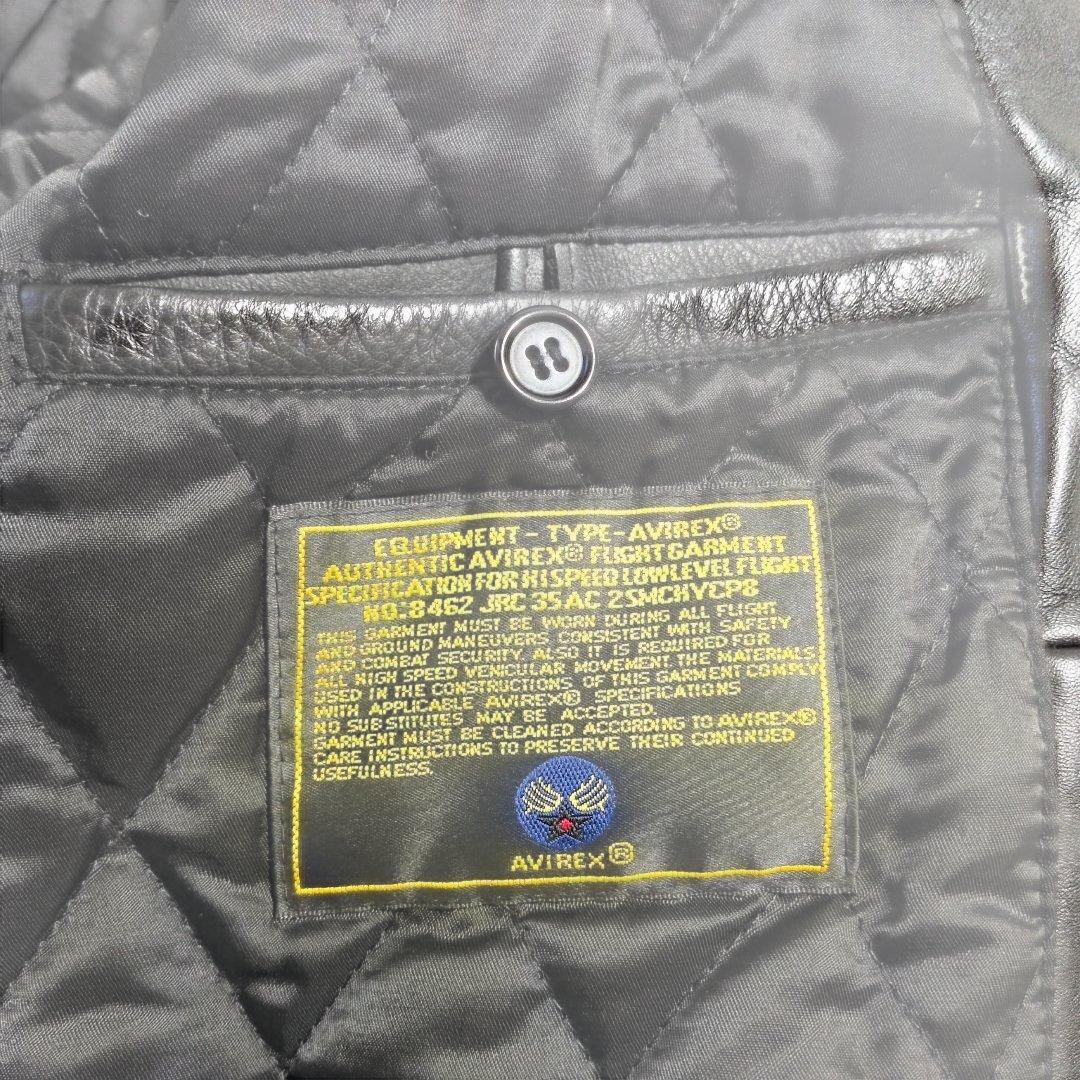 EQUIPMENT - TYPE - AVIREX®
AUTHENTIC AVIREX® FLIGHT GARMENT
SPECIFICATION FOR HISPEED LOW LEVEL FLIGHT
NO:8462 JRC 35 AC 2SMCHYCP8
THIS GARMENT MUST BE WORN DURING ALL FLIGHT
AND GROUND MANEUVERS CONSISTENT WITH SAFETY
AND COMBAT SECURITY. ALSO IT IS REQUIRED FOR
ALL HIGH SPEED VENICULAR MOVEMENT. THE MATERIALS
USED IN THE CONSTRUCTIONS OF THIS GARMENT COMPLY
WITH APPLICABLE AVIREX® SPECIFICATIONS
NO SUBSTITUTES MAY BE ACCEPTED.
GARMENT MUST BE CLEANED ACCORDING TO AVIREX®
CARE INSTRUCTIONS TO PRESERVE THEIR CONTINUED
USEFULNESS.
AVIREX®